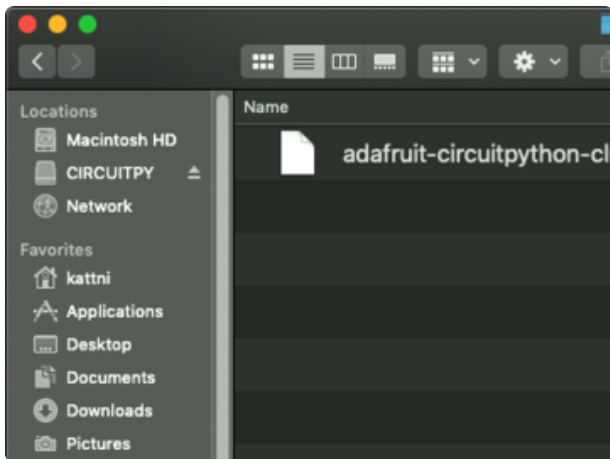 Locations
Macintosh HD
CIRCUITPY
Network
Favorites
kattni
Applications
Desktop
Documents
Downloads
Pictures
Name
adafruit-circuitpython-cl